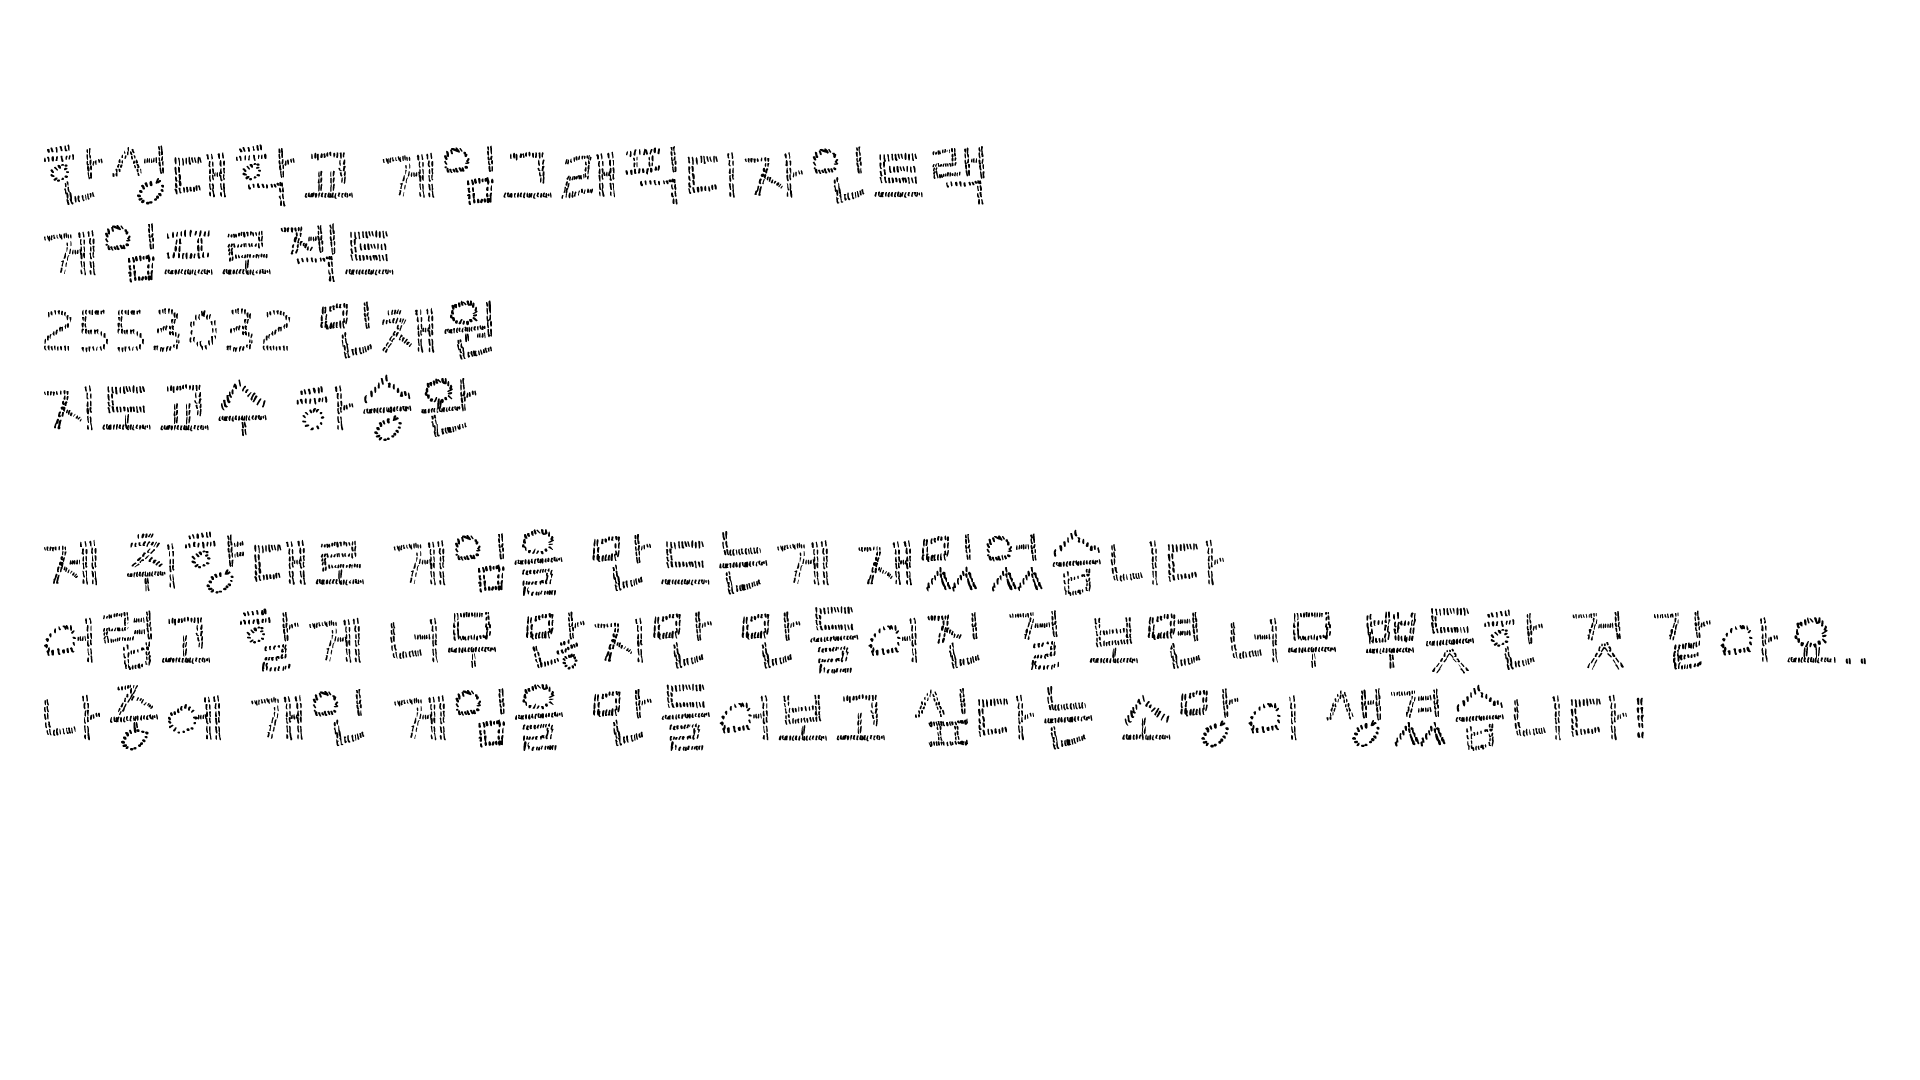 한성대학교 게임그래픽디자인트랙
게임프로젝트
2553032 민채원
지도교수 하승완
제 취향대로 게임을 만드는게 재밌었습니다
어렵고 할게 너무 많지만 만들어진 걸 보면 너무 뿌듯한 것 같아요..
나중에 개인 게임을 만들어보고 싶다는 소망이 생겼습니다!